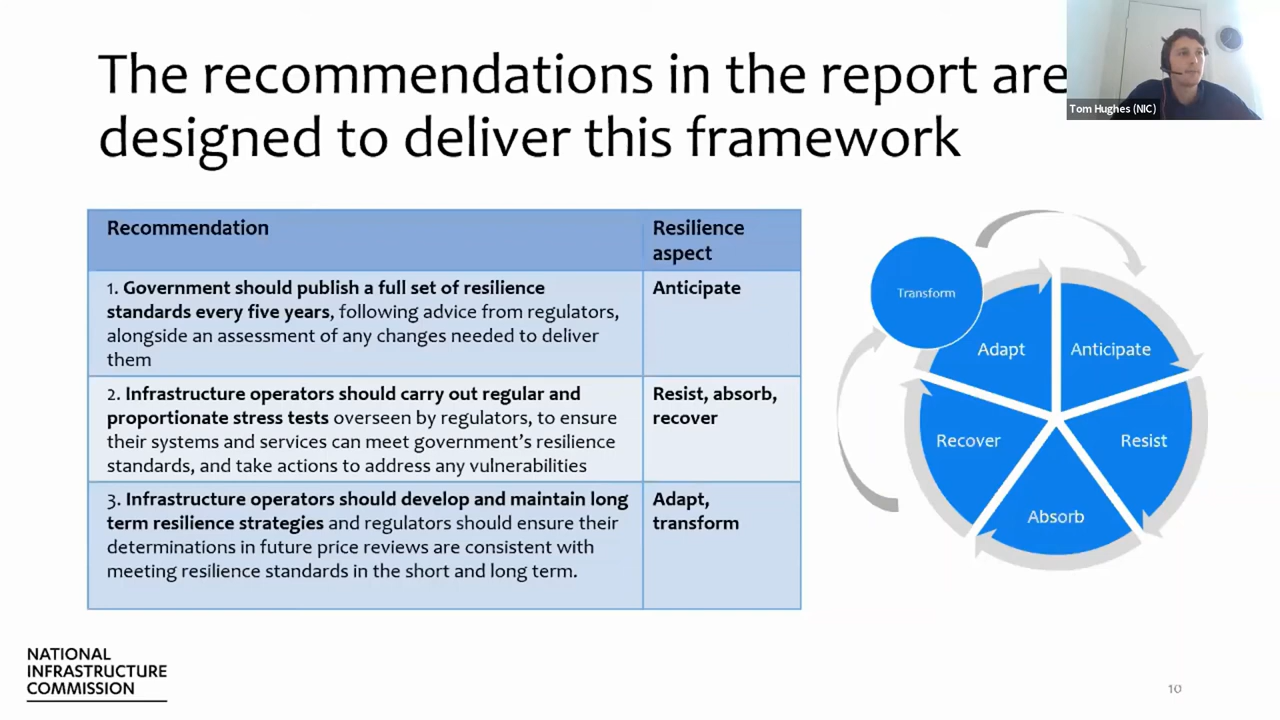 The recommendations in the report are
designed to deliver this framework
Tom Hughes (NIC)
Recommendation
Resilience
aspect
1. Government should publish a full set of resilience
standards every five years, following advice from regulators,
alongside an assessment of any changes needed to deliver
them
Anticipate
2. Infrastructure operators should carry out regular and
proportionate stress tests overseen by regulators, to ensure
their systems and services can meet government’s resilience
standards, and take actions to address any vulnerabilities
Resist, absorb,
recover
3. Infrastructure operators should develop and maintain long
term resilience strategies and regulators should ensure their
determinations in future price reviews are consistent with
meeting resilience standards in the short and long term.
Adapt,
transform
Transform
Adapt
Anticipate
Recover
Resist
Absorb
NATIONAL
INFRASTRUCTURE
COMMISSION
10